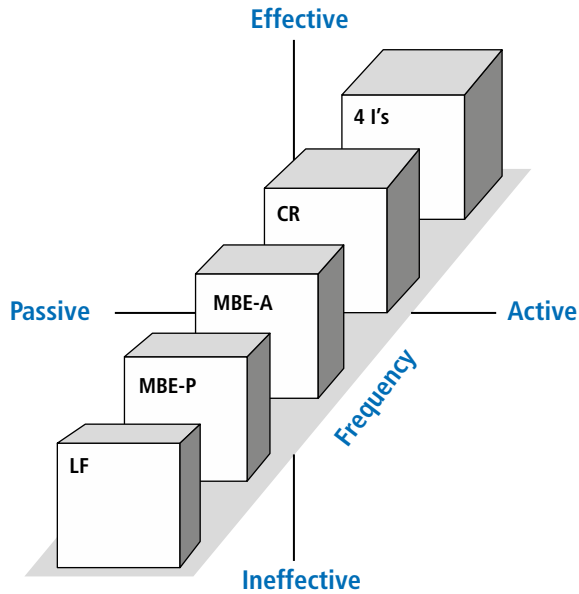 Effective
4 I's
CR
MBE-A
Passive
Active
MBE-P
Frequency
LF
Ineffective